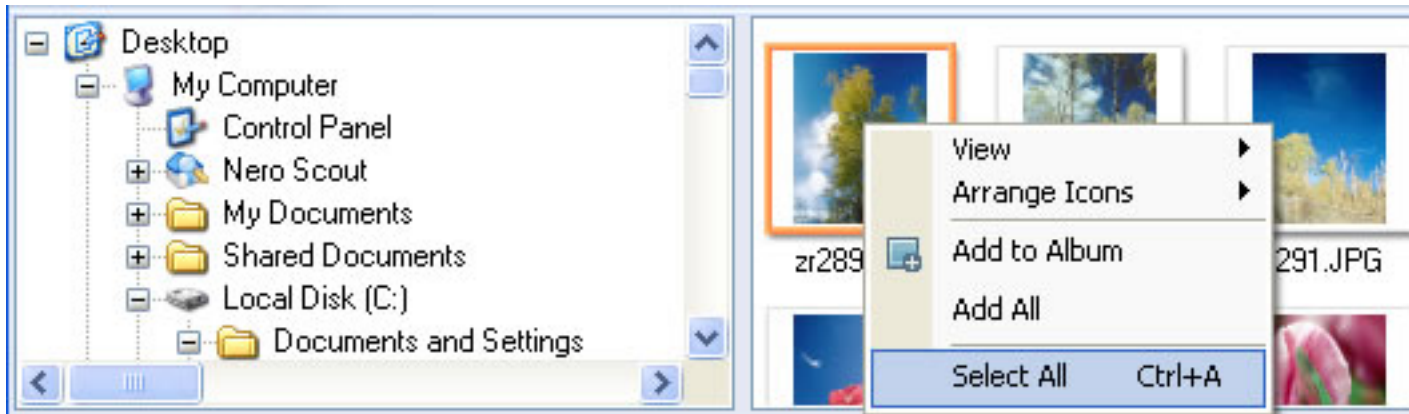 Desktop
My Computer
Control Panel
Nero Scout
My Documents
Shared Documents
Local Disk (C:)
Documents and Settings
zr289
291.JPG
View
Arrange Icons
Add to Album
Add All
Select All Ctrl+A